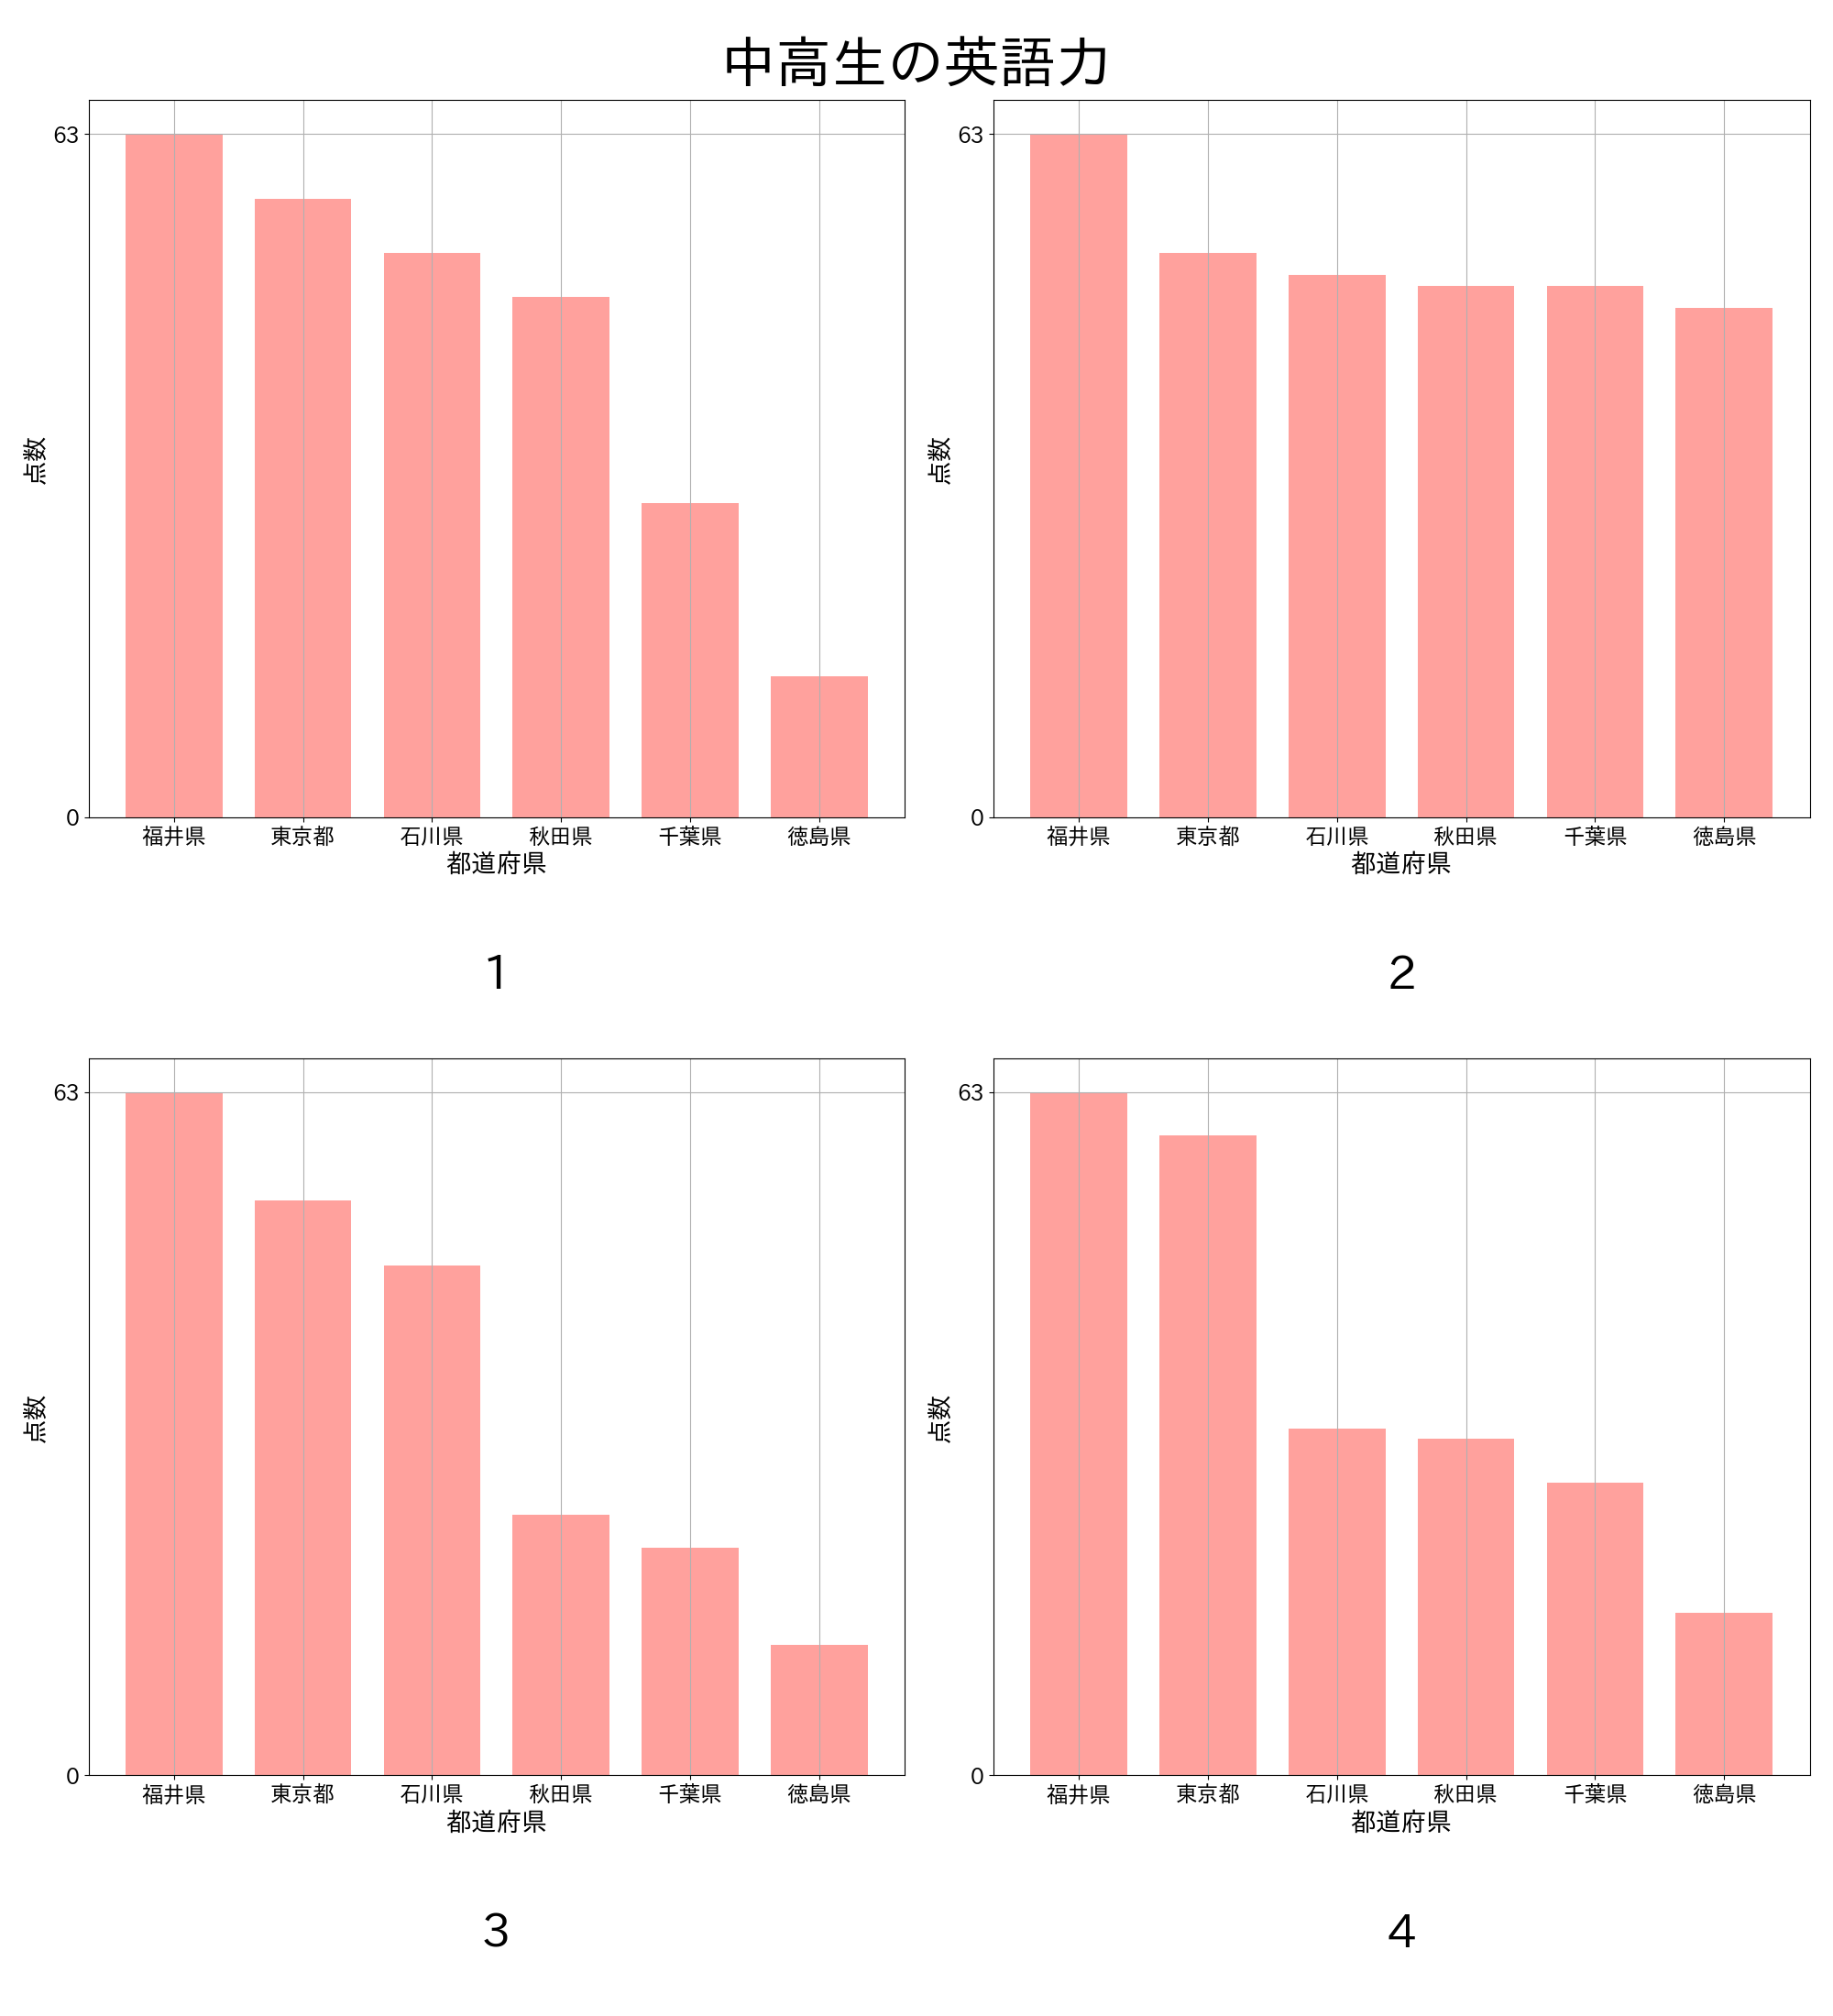 中高生の英語力
63
0
点数
福井県 東京都 石川県 秋田県 千葉県 徳島県
都道府県
1
63
0
点数
福井県 東京都 石川県 秋田県 千葉県 徳島県
都道府県
2
63
0
点数
福井県 東京都 石川県 秋田県 千葉県 徳島県
都道府県
3
63
0
点数
福井県 東京都 石川県 秋田県 千葉県 徳島県
都道府県
4